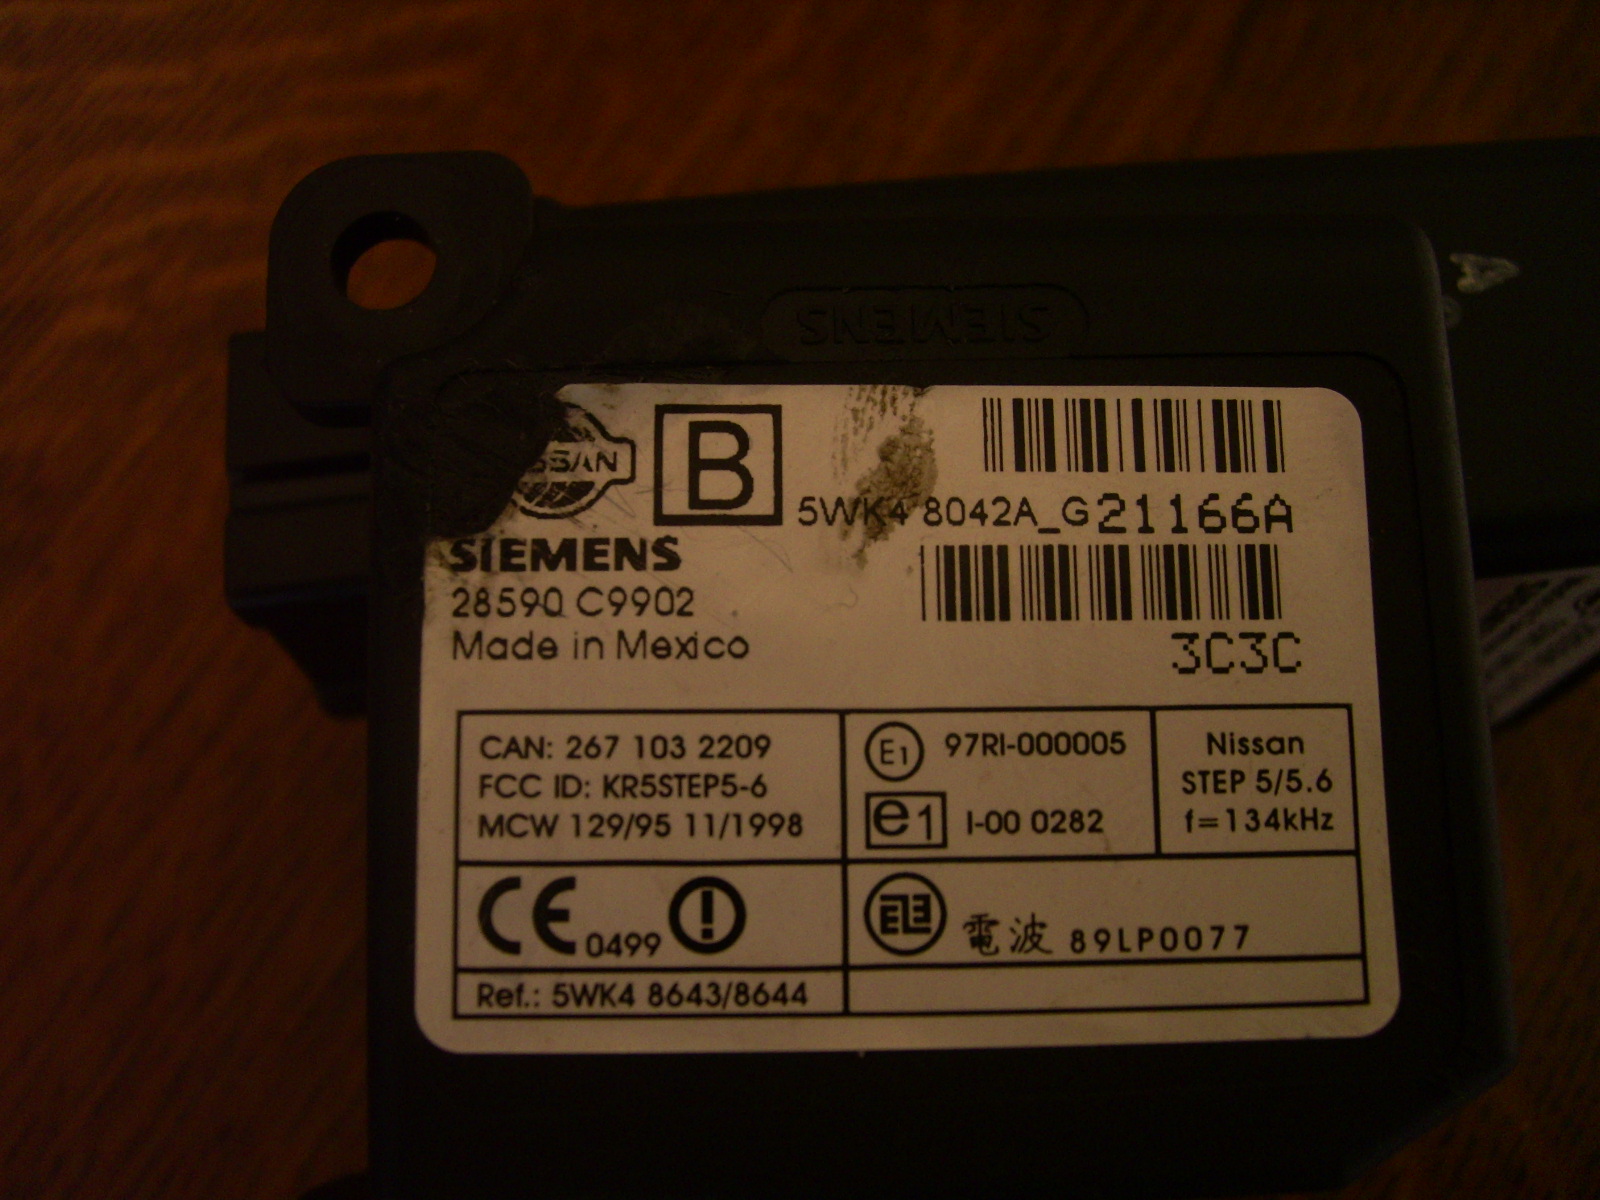 SIEMENS
NISSAN
B
5WK4 8042A_G21166A
SIEMENS
28590 C9902
Made in Mexico
3C3C
CAN: 267 103 2209
FCC ID: KR5STEP5-6
MCW 129/95 11/1998
E1 97RI-000005
e1 I-00 0282
Nissan
STEP 5/5.6
f=134kHz
CE 0499 !
電波 89LP0077
Ref.: 5WK4 8643/8644
A